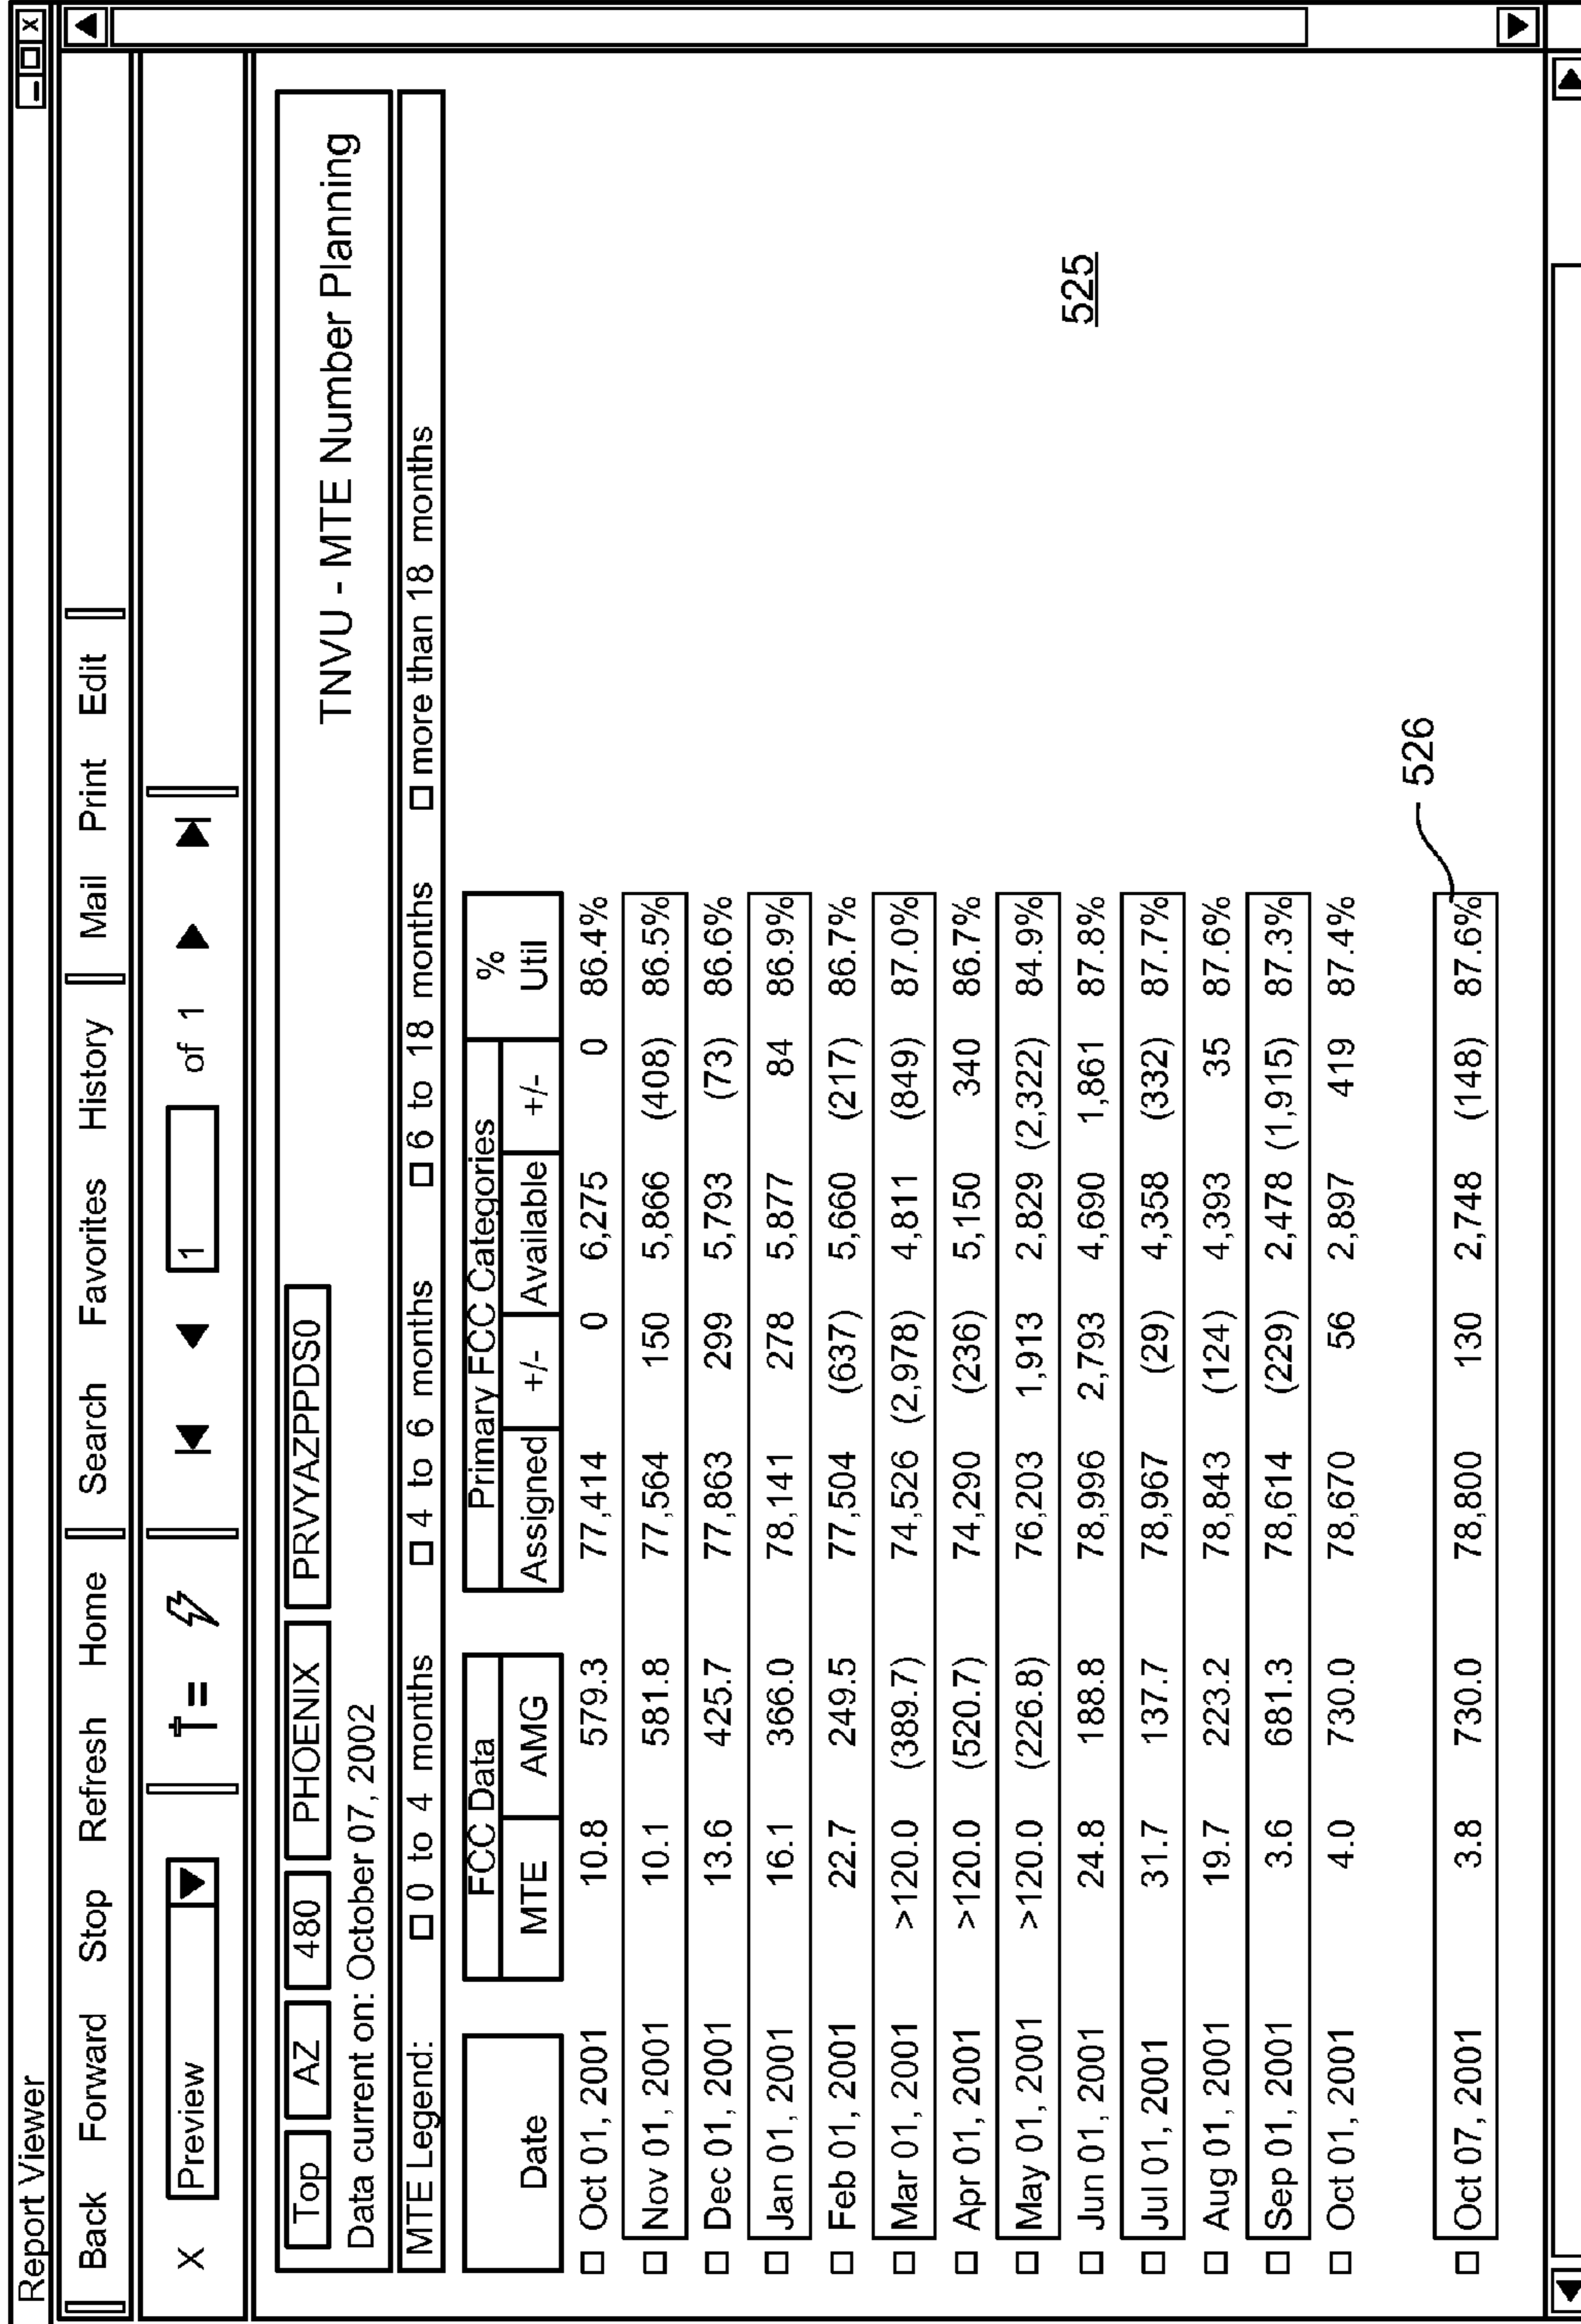 Report Viewer
Back Forward Stop Refresh Home Search Favorites History Mail Print Edit
X Preview 1 of 1
Top AZ 480 PHOENIX PRVYAZPPDS0
TNVU - MTE Number Planning
Data current on: October 07, 2002
MTE Legend: 0 to 4 months 4 to 6 months 6 to 18 months more than 18 months
FCC Data Primary FCC Categories %
Date MTE AMG Assigned +/- Available +/- Util
Oct 01, 2001 10.8 579.3 77,414 0 6,275 0 86.4%
Nov 01, 2001 10.1 581.8 77,564 150 5,866 (408) 86.5%
Dec 01, 2001 13.6 425.7 77,863 299 5,793 (73) 86.6%
Jan 01, 2001 16.1 366.0 78,141 278 5,877 84 86.9%
Feb 01, 2001 22.7 249.5 77,504 (637) 5,660 (217) 86.7%
Mar 01, 2001 >120.0 (389.7) 74,526 (2,978) 4,811 (849) 87.0%
Apr 01, 2001 >120.0 (520.7) 74,290 (236) 5,150 340 86.7%
May 01, 2001 >120.0 (226.8) 76,203 1,913 2,829 (2,322) 84.9%
Jun 01, 2001 24.8 188.8 78,996 2,793 4,690 1,861 87.8%
Jul 01, 2001 31.7 137.7 78,967 (29) 4,358 (332) 87.7%
Aug 01, 2001 19.7 223.2 78,843 (124) 4,393 35 87.6%
Sep 01, 2001 3.6 681.3 78,614 (229) 2,478 (1,915) 87.3%
Oct 01, 2001 4.0 730.0 78,670 56 2,897 419 87.4%
Oct 07, 2001 3.8 730.0 78,800 130 2,748 (148) 87.6%
525
526